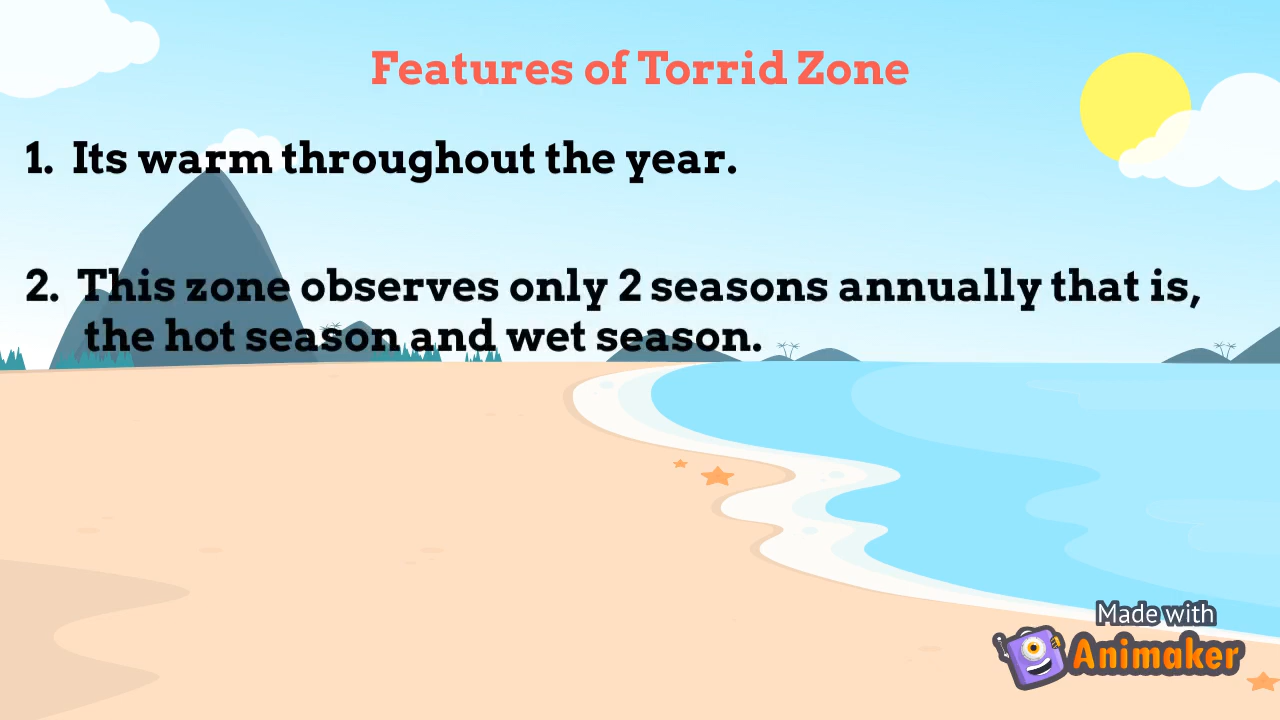 Features of Torrid Zone
1. Its warm throughout the year.
2. This zone observes only 2 seasons annually that is,
the hot season and wet season.
Made with
Animaker